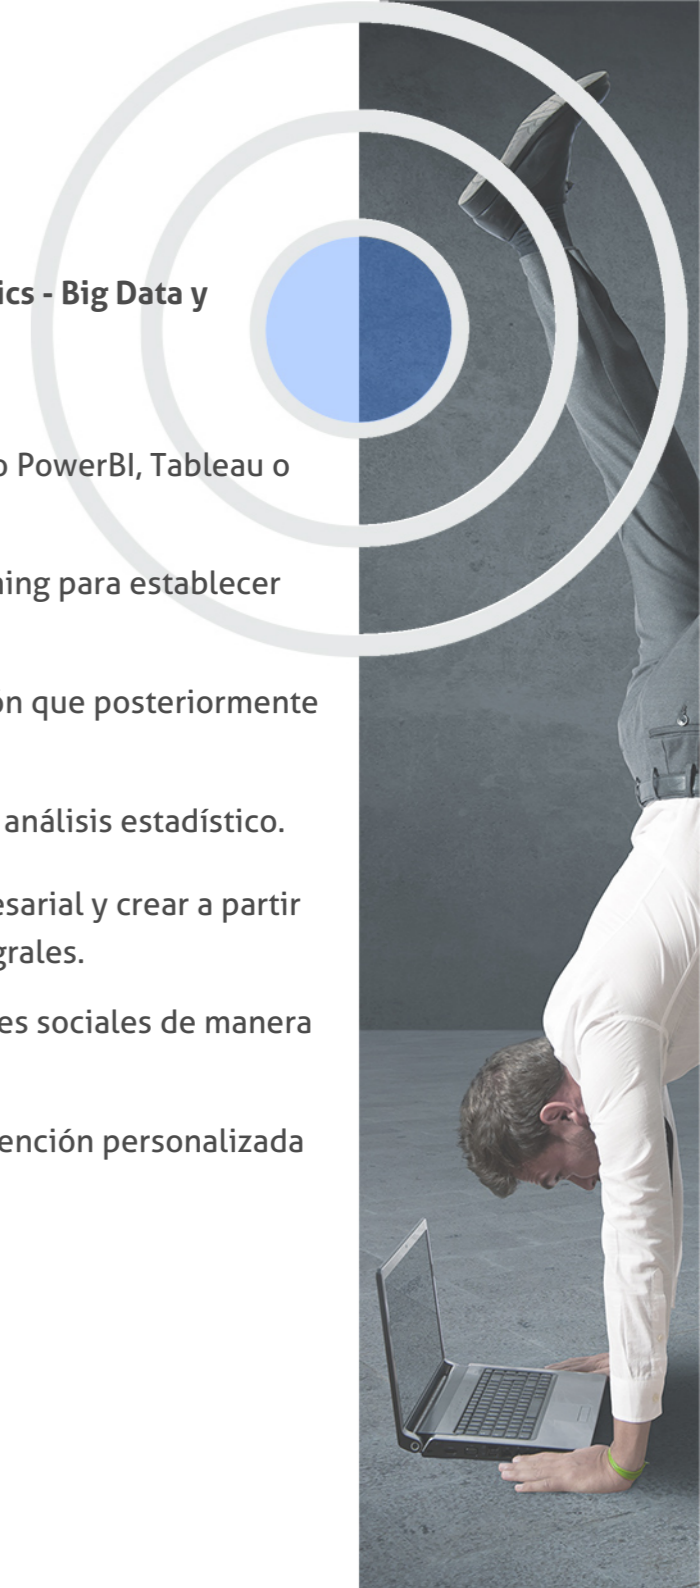 ics - Big Data y
o PowerBI, Tableau o
ning para establecer
ón que posteriormente
análisis estadístico.
esarial y crear a partir
grales.
es sociales de manera
ención personalizada